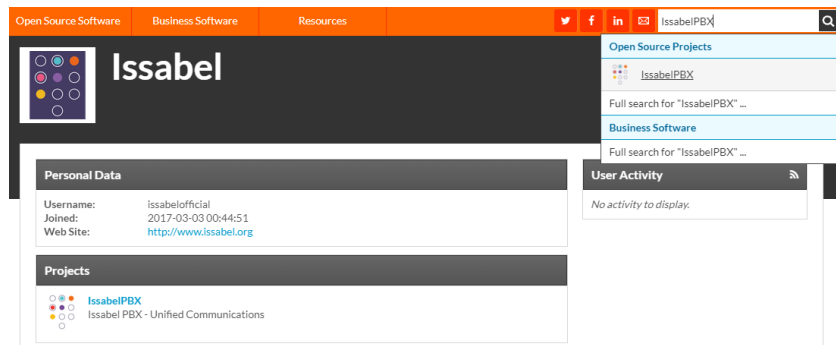 Open Source Software Business Software Resources IssabelPBX
Open Source Projects
IssabelPBX
Full search for "IssabelPBX" ...
Business Software
Full search for "IssabelPBX" ...
Issabel
Personal Data
Username: issabelofficial
Joined: 2017-03-03 00:44:51
Web Site: http://www.issabel.org
User Activity
No activity to display.
Projects
IssabelPBX
Issabel PBX - Unified Communications